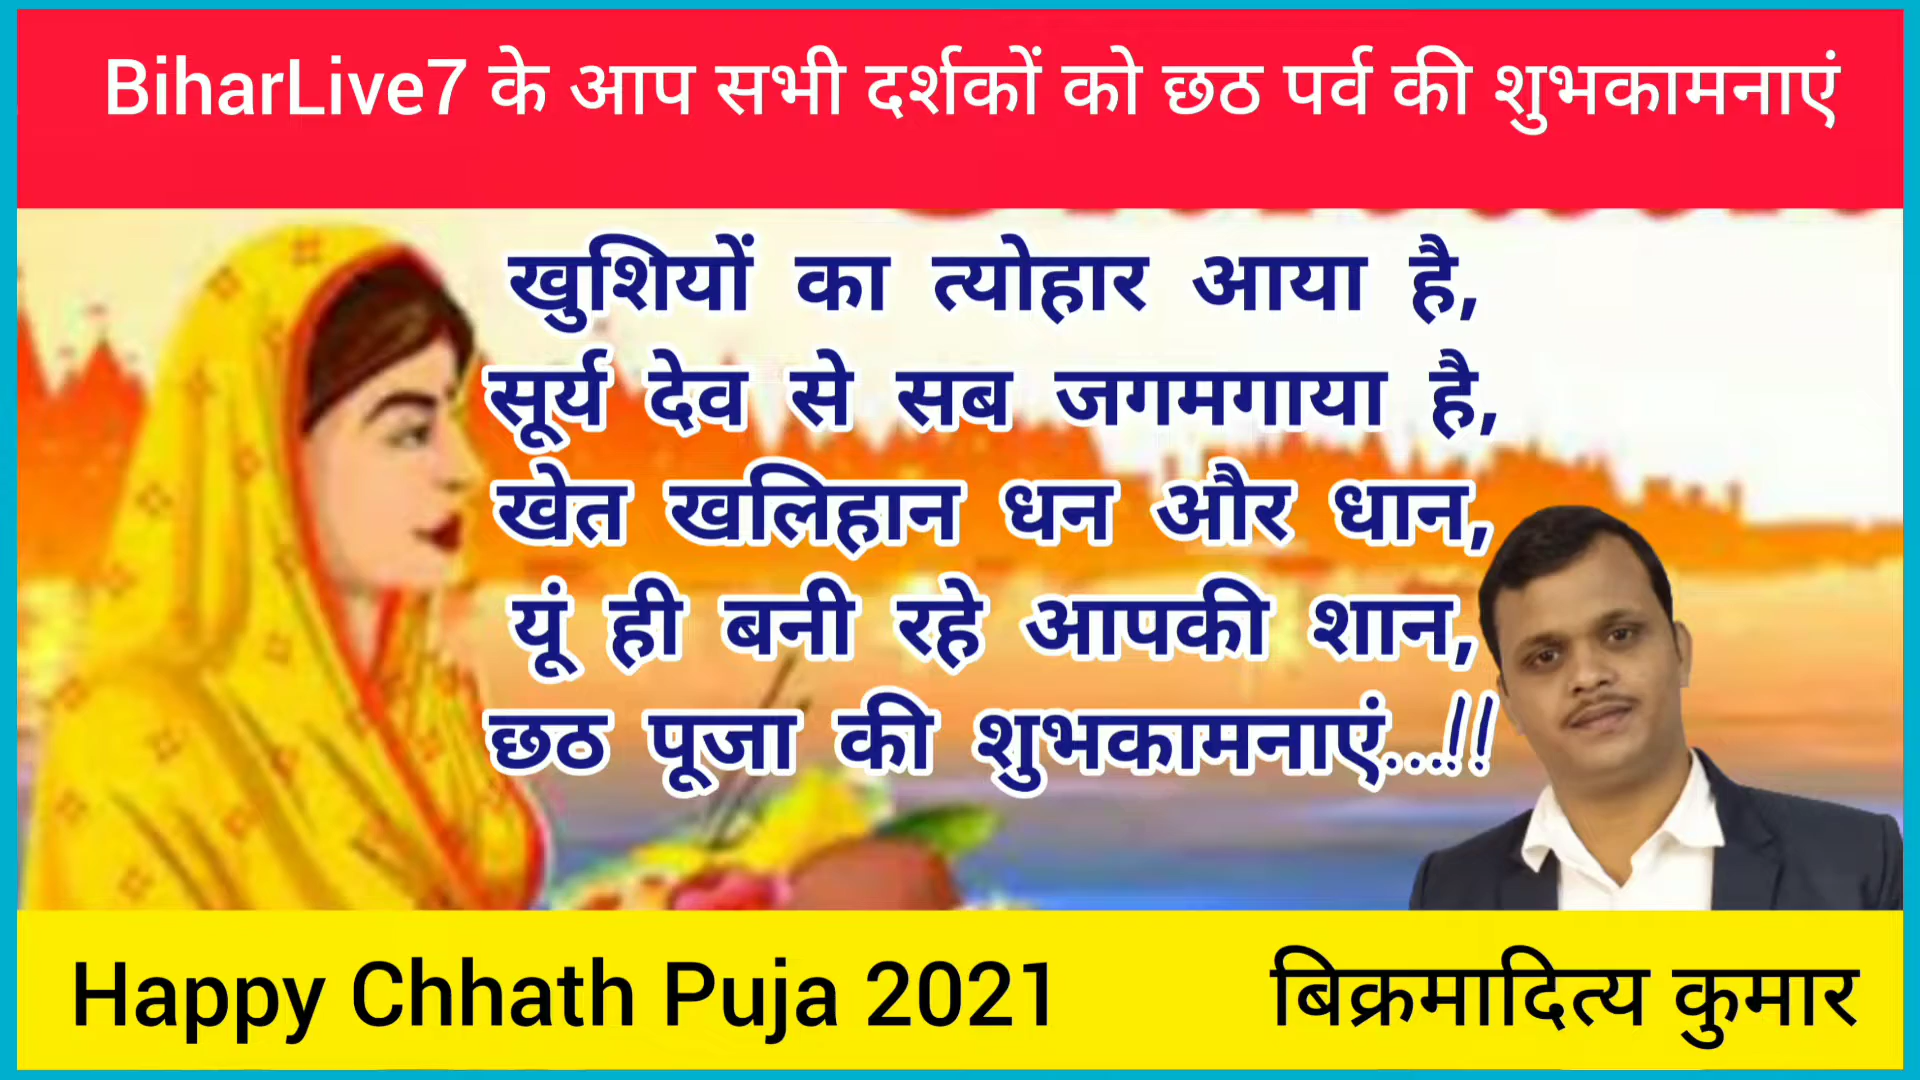 BiharLive7 के आप सभी दर्शकों को छठ पर्व की शुभकामनाएं
खुशियों का त्योहार आया है,
सूर्य देव से सब जगमगाया है,
खेत खलिहान धन और धान,
यूं ही बनी रहे आपकी शान,
छठ पूजा की शुभकामनाएं...!!
Happy Chhath Puja 2021
बिक्रमादित्य कुमार